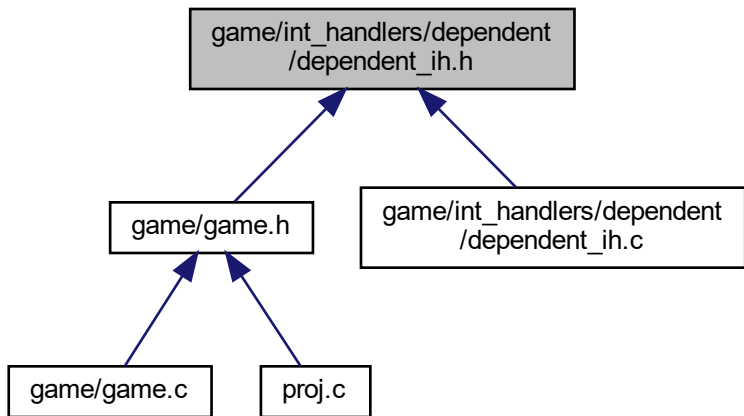 game/int_handlers/dependent
/dependent_ih.h
game/game.h
game/int_handlers/dependent
/dependent_ih.c
game/game.c
proj.c